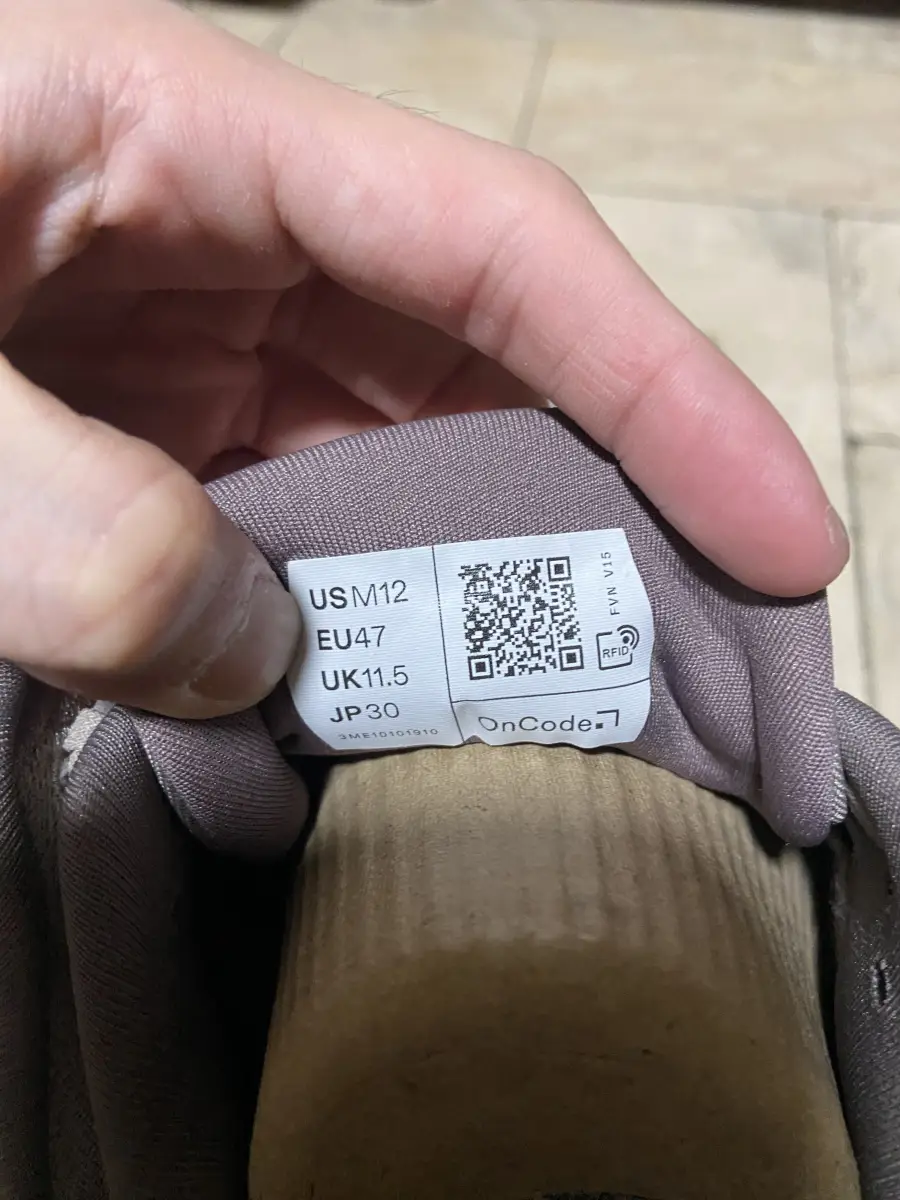 USM12
EU47
UK11.5
JP30
3ME10101910
FVN V15
RFID
OnCode